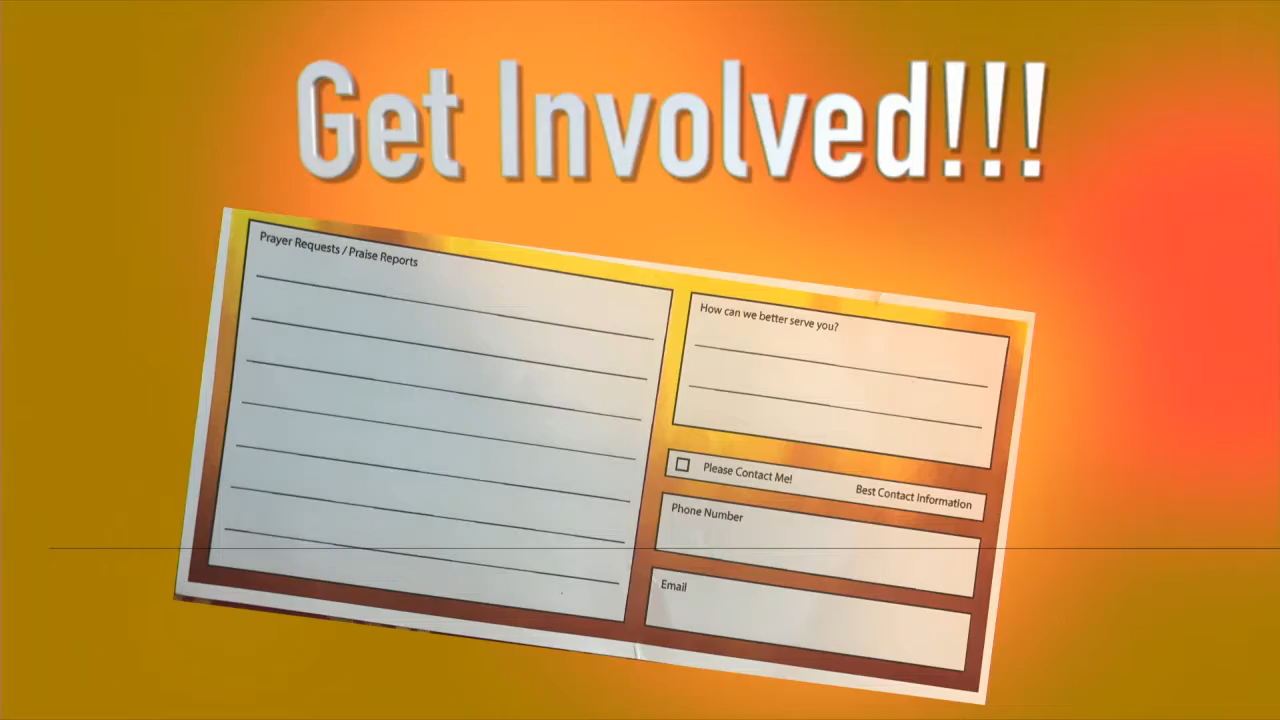 Get Involved!!!
Prayer Requests / Praise Reports
How can we better serve you?
Please Contact Me!
Best Contact Information
Phone Number
Email